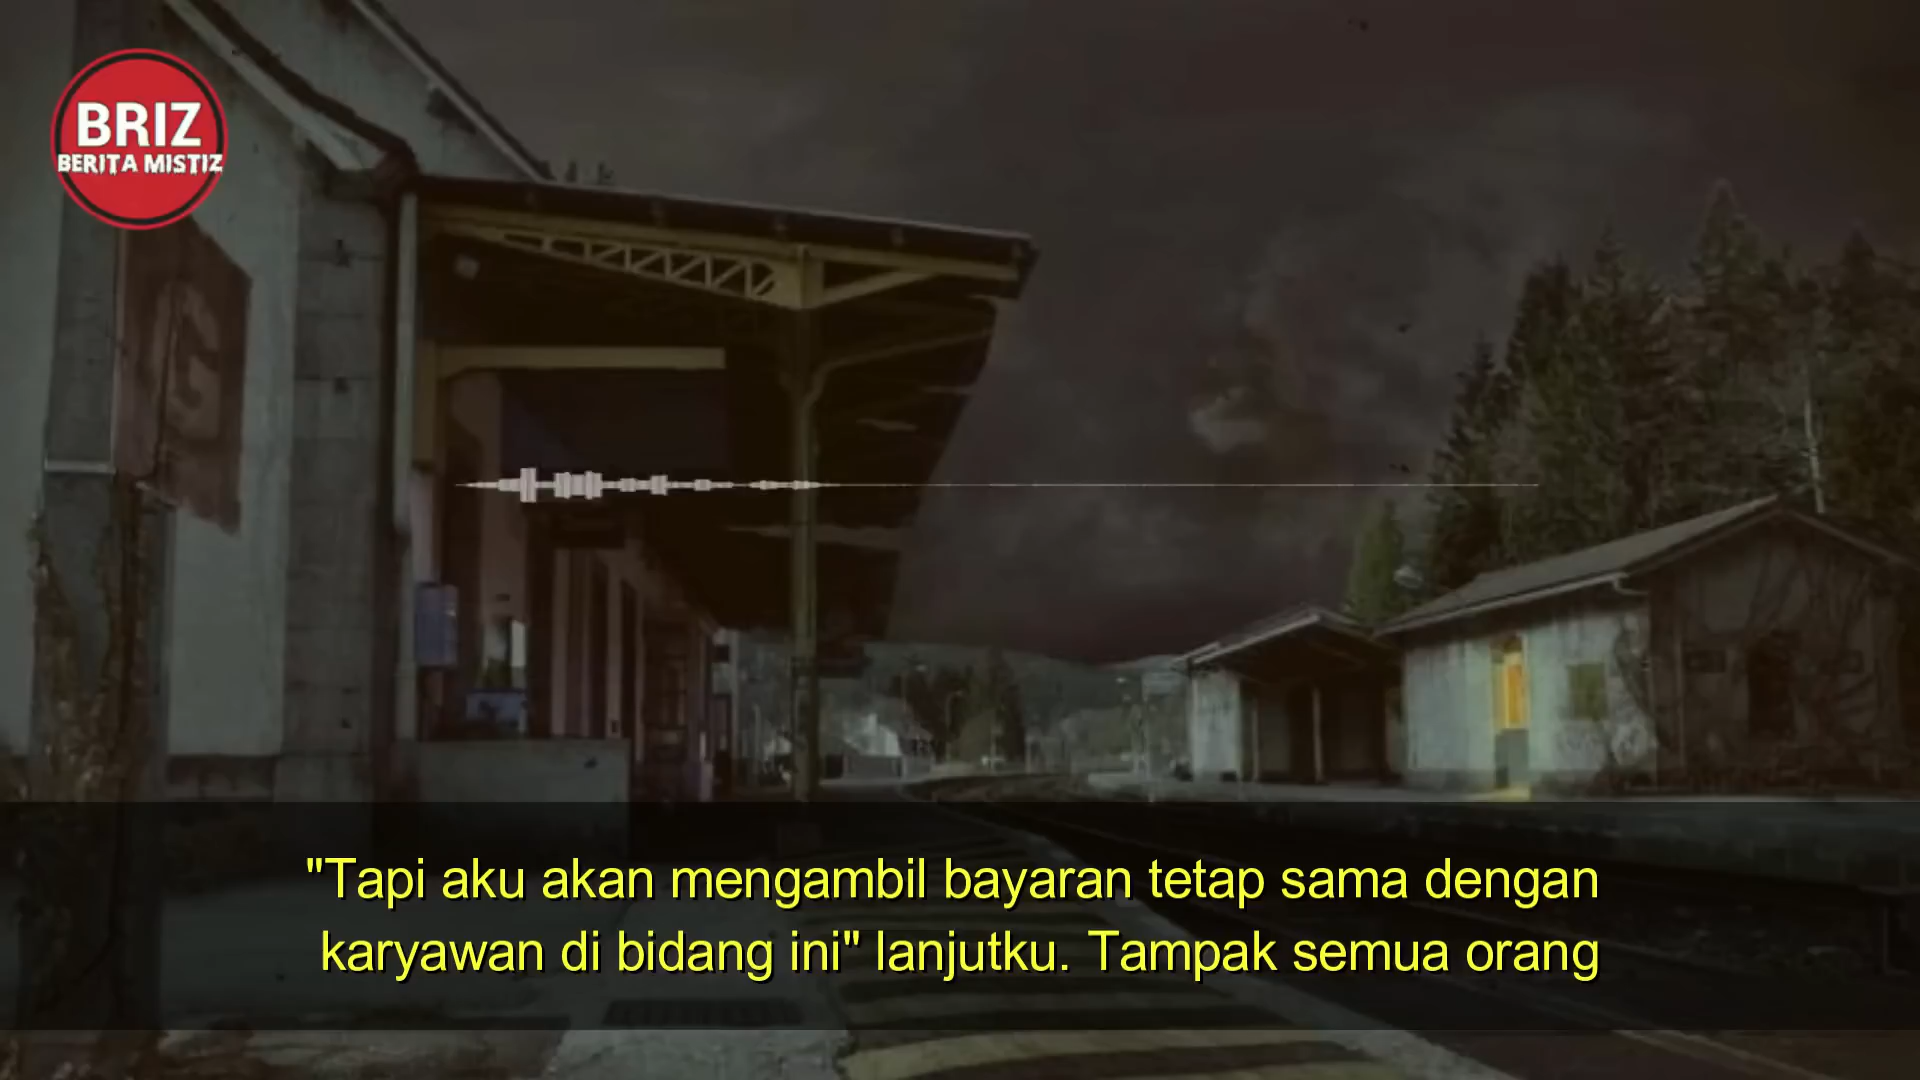 BRIZ
BERITA MISTIZ
G
"Tapi aku akan mengambil bayaran tetap sama dengan
karyawan di bidang ini" lanjutku. Tampak semua orang